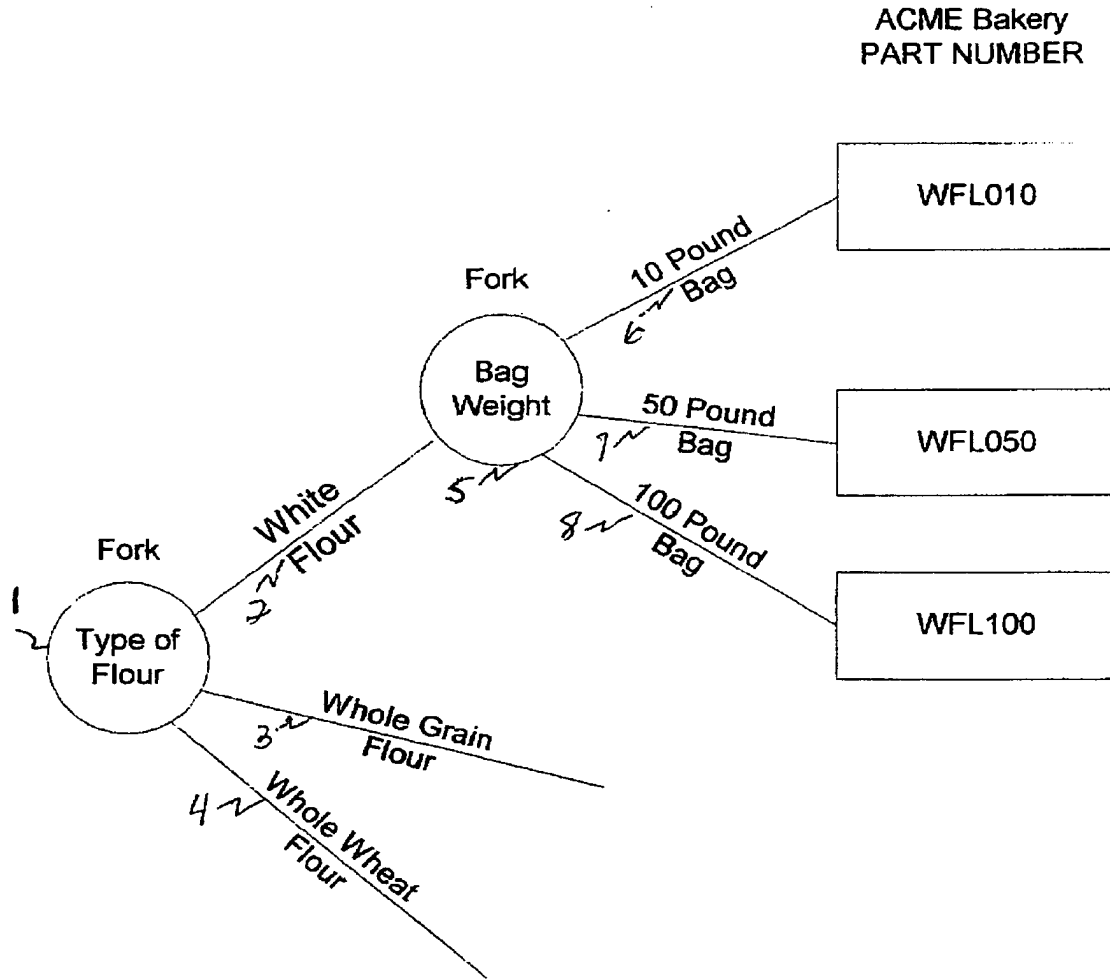 ACME Bakery
PART NUMBER
WFL010
10 Pound
Bag
6
Fork
Bag
Weight
5
50 Pound
Bag
7
WFL050
100 Pound
Bag
8
WFL100
White
Flour
2
Fork
1
Type of
Flour
Whole Grain
Flour
3
Whole Wheat
Flour
4